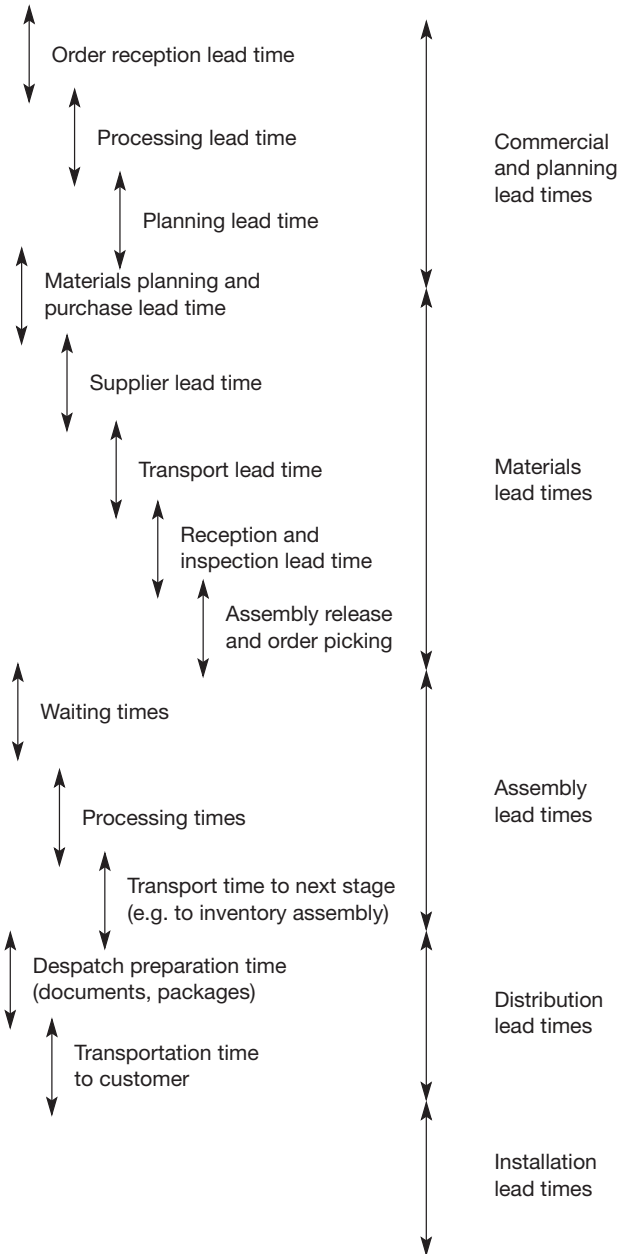 Order reception lead time
Processing lead time
Commercial
and planning
lead times
Planning lead time
Materials planning and
purchase lead time
Supplier lead time
Transport lead time
Materials
lead times
Reception and
inspection lead time
Assembly release
and order picking
Waiting times
Processing times
Assembly
lead times
Transport time to next stage
(e.g. to inventory assembly)
Despatch preparation time
(documents, packages)
Distribution
lead times
Transportation time
to customer
Installation
lead times